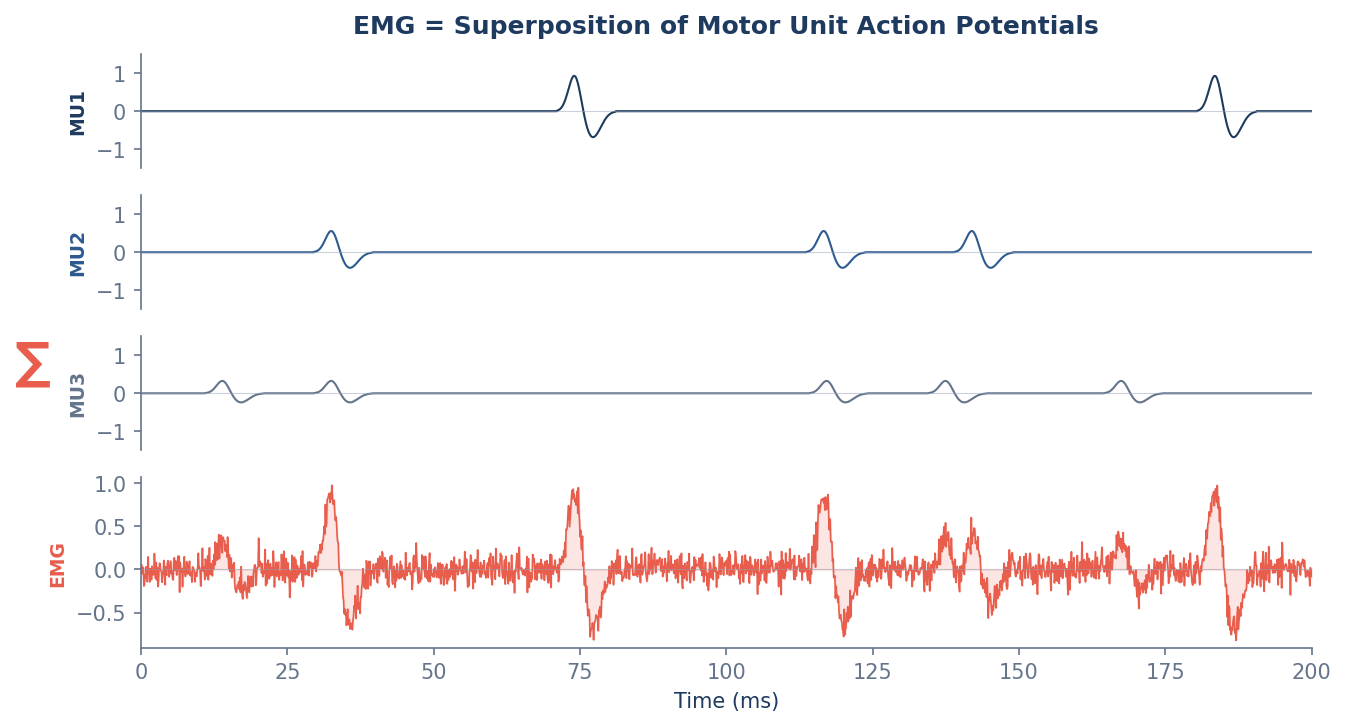 EMG = Superposition of Motor Unit Action Potentials
MU1
1
0
−1
MU2
1
0
−1
∑
MU3
1
0
−1
EMG
1.0
0.5
0.0
−0.5
0 25 50 75 100 125 150 175 200
Time (ms)